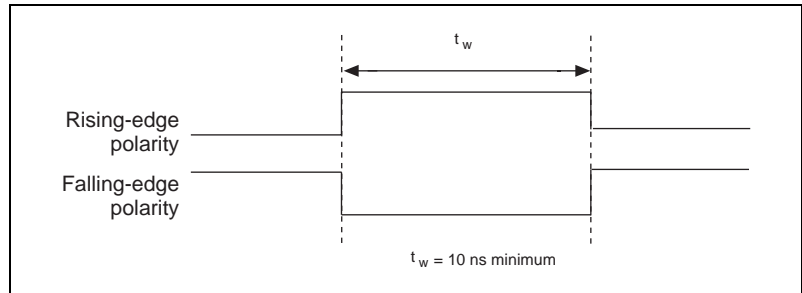 t w
Rising-edge
polarity
Falling-edge
polarity
t w = 10 ns minimum